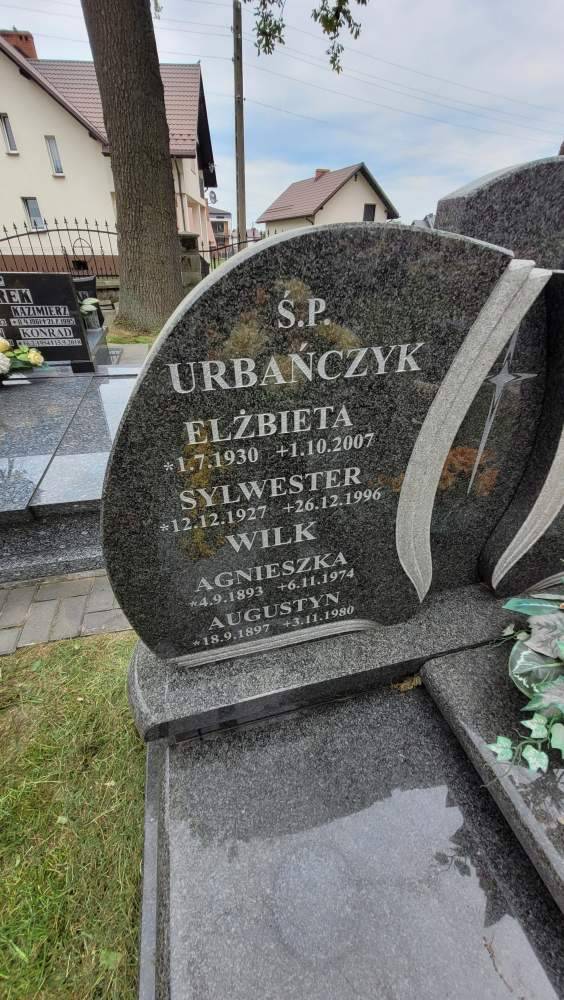 Ś.P.
URBAŃCZYK
ELŻBIETA
*1.7.1930 +1.10.2007
SYLWESTER
*12.12.1927 +26.12.1996
WILK
AGNIESZKA
*4.9.1893 +6.11.1974
AUGUSTYN
*18.9.1897 +3.11.1980
KAZIMIERZ
KONRAD